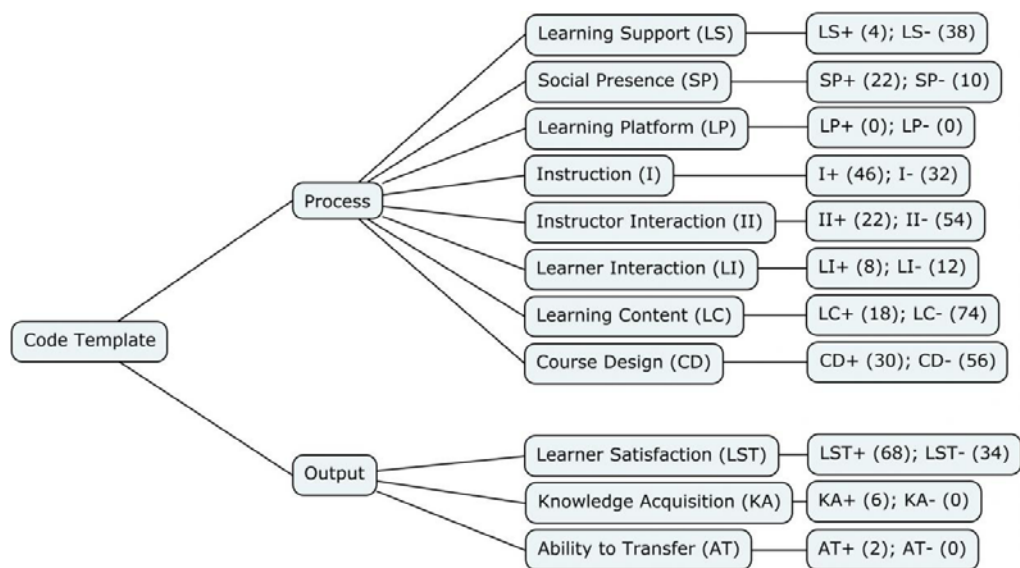 Learning Support (LS)
LS+ (4); LS- (38)
Social Presence (SP)
SP+ (22); SP- (10)
Learning Platform (LP)
LP+ (0); LP- (0)
Instruction (I)
I+ (46); I- (32)
Process
Instructor Interaction (II)
II+ (22); II- (54)
Learner Interaction (LI)
LI+ (8); LI- (12)
Learning Content (LC)
LC+ (18); LC- (74)
Code Template
Course Design (CD)
CD+ (30); CD- (56)
Learner Satisfaction (LST)
LST+ (68); LST- (34)
Output
Knowledge Acquisition (KA)
KA+ (6); KA- (0)
Ability to Transfer (AT)
AT+ (2); AT- (0)